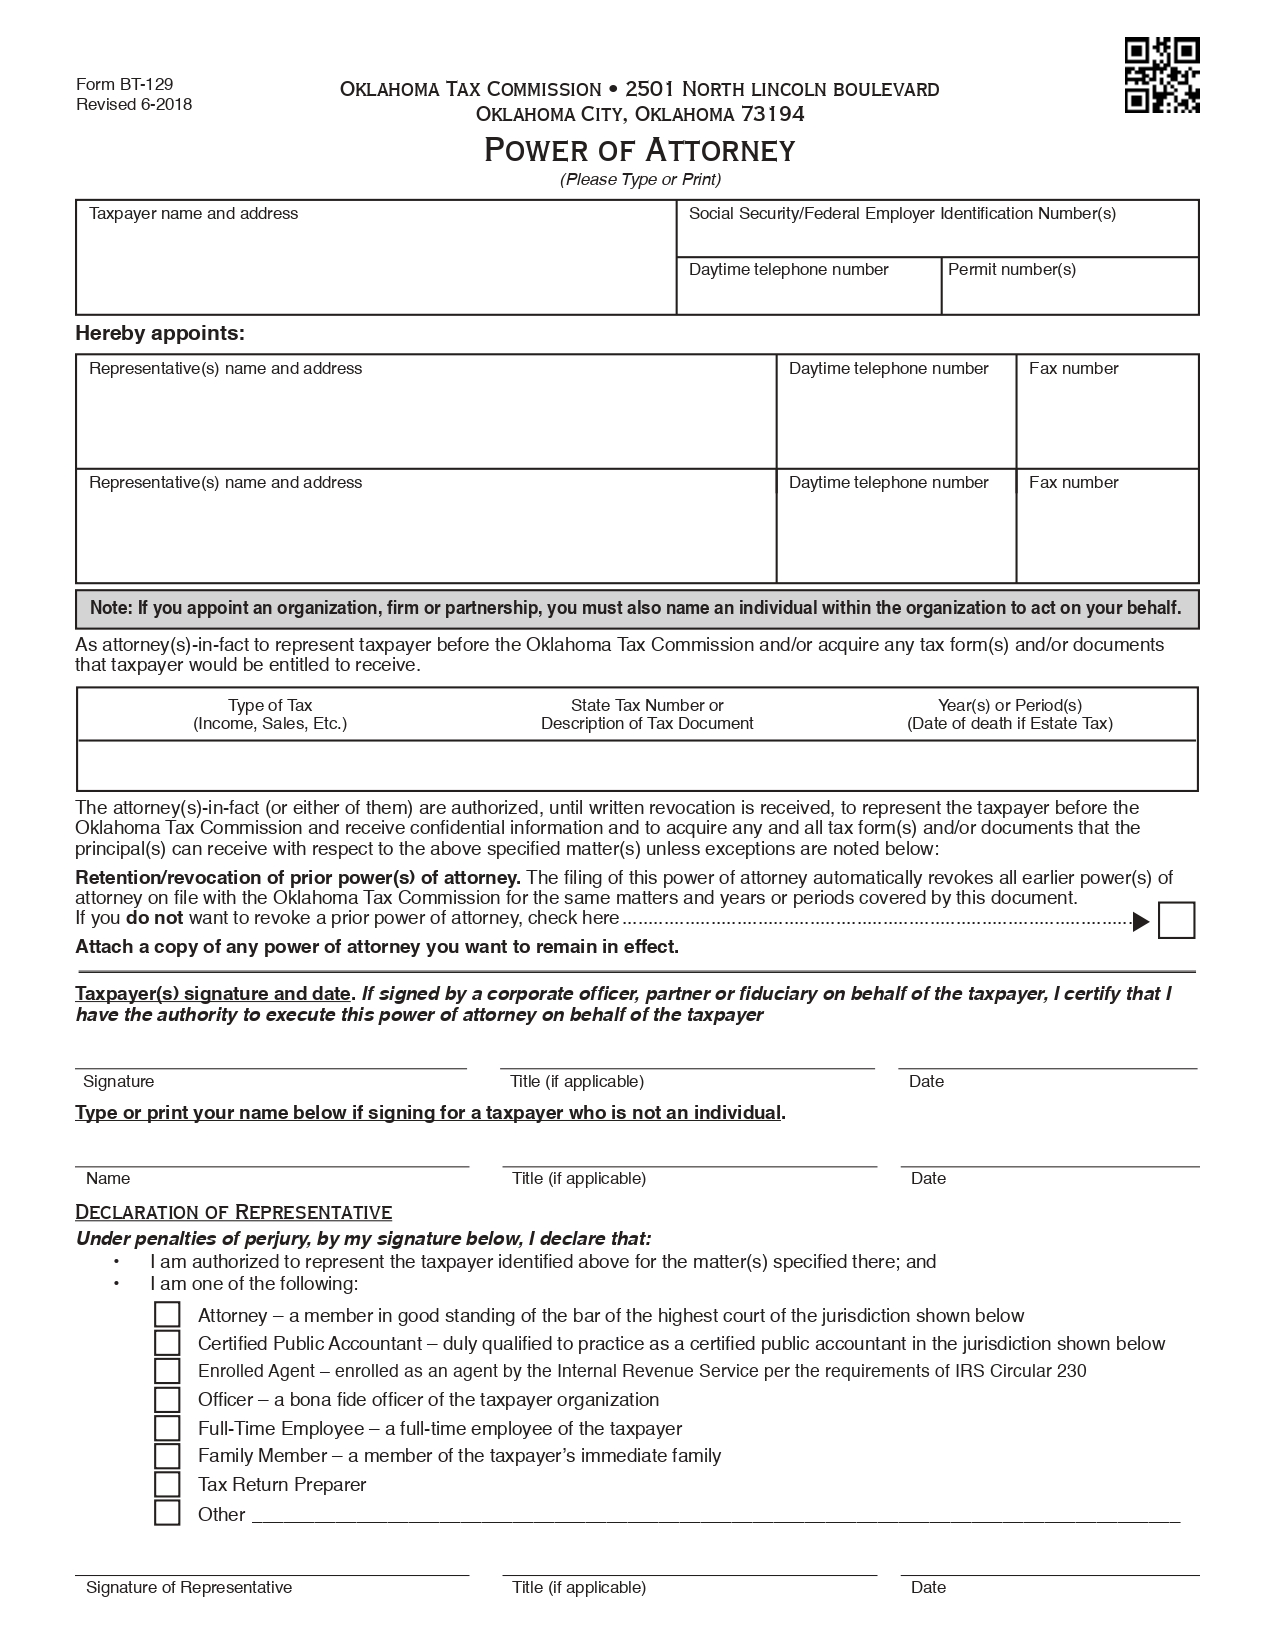 Form BT-129
Revised 6-2018
Oklahoma Tax Commission • 2501 North lincoln boulevard
Oklahoma City, Oklahoma 73194
Power of Attorney
(Please Type or Print)
Taxpayer name and address
Social Security/Federal Employer Identification Number(s)
Daytime telephone number
Permit number(s)
Hereby appoints:
Representative(s) name and address
Daytime telephone number
Fax number
Representative(s) name and address
Daytime telephone number
Fax number
Note: If you appoint an organization, firm or partnership, you must also name an individual within the organization to act on your behalf.
As attorney(s)-in-fact to represent taxpayer before the Oklahoma Tax Commission and/or acquire any tax form(s) and/or documents
that taxpayer would be entitled to receive.
Type of Tax
(Income, Sales, Etc.)
State Tax Number or
Description of Tax Document
Year(s) or Period(s)
(Date of death if Estate Tax)
The attorney(s)-in-fact (or either of them) are authorized, until written revocation is received, to represent the taxpayer before the
Oklahoma Tax Commission and receive confidential information and to acquire any and all tax form(s) and/or documents that the
principal(s) can receive with respect to the above specified matter(s) unless exceptions are noted below:
Retention/revocation of prior power(s) of attorney. The filing of this power of attorney automatically revokes all earlier power(s) of
attorney on file with the Oklahoma Tax Commission for the same matters and years or periods covered by this document.
If you do not want to revoke a prior power of attorney, check here
Attach a copy of any power of attorney you want to remain in effect.
Taxpayer(s) signature and date. If signed by a corporate officer, partner or fiduciary on behalf of the taxpayer, I certify that I
have the authority to execute this power of attorney on behalf of the taxpayer
Signature
Title (if applicable)
Date
Type or print your name below if signing for a taxpayer who is not an individual.
Name
Title (if applicable)
Date
Declaration of Representative
Under penalties of perjury, by my signature below, I declare that:
• I am authorized to represent the taxpayer identified above for the matter(s) specified there; and
• I am one of the following:
Attorney – a member in good standing of the bar of the highest court of the jurisdiction shown below
Certified Public Accountant – duly qualified to practice as a certified public accountant in the jurisdiction shown below
Enrolled Agent – enrolled as an agent by the Internal Revenue Service per the requirements of IRS Circular 230
Officer – a bona fide officer of the taxpayer organization
Full-Time Employee – a full-time employee of the taxpayer
Family Member – a member of the taxpayer’s immediate family
Tax Return Preparer
Other
Signature of Representative
Title (if applicable)
Date